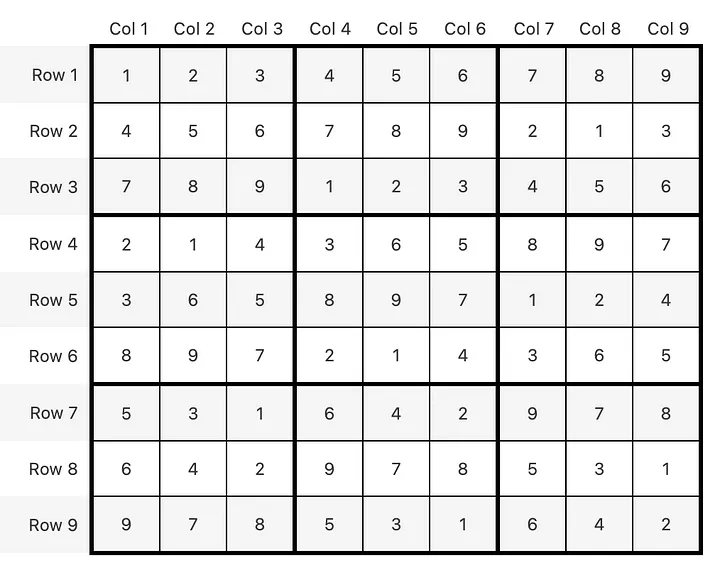 Col 1 Col 2 Col 3 Col 4 Col 5 Col 6 Col 7 Col 8 Col 9
Row 1 1 2 3 4 5 6 7 8 9
Row 2 4 5 6 7 8 9 2 1 3
Row 3 7 8 9 1 2 3 4 5 6
Row 4 2 1 4 3 6 5 8 9 7
Row 5 3 6 5 8 9 7 1 2 4
Row 6 8 9 7 2 1 4 3 6 5
Row 7 5 3 1 6 4 2 9 7 8
Row 8 6 4 2 9 7 8 5 3 1
Row 9 9 7 8 5 3 1 6 4 2